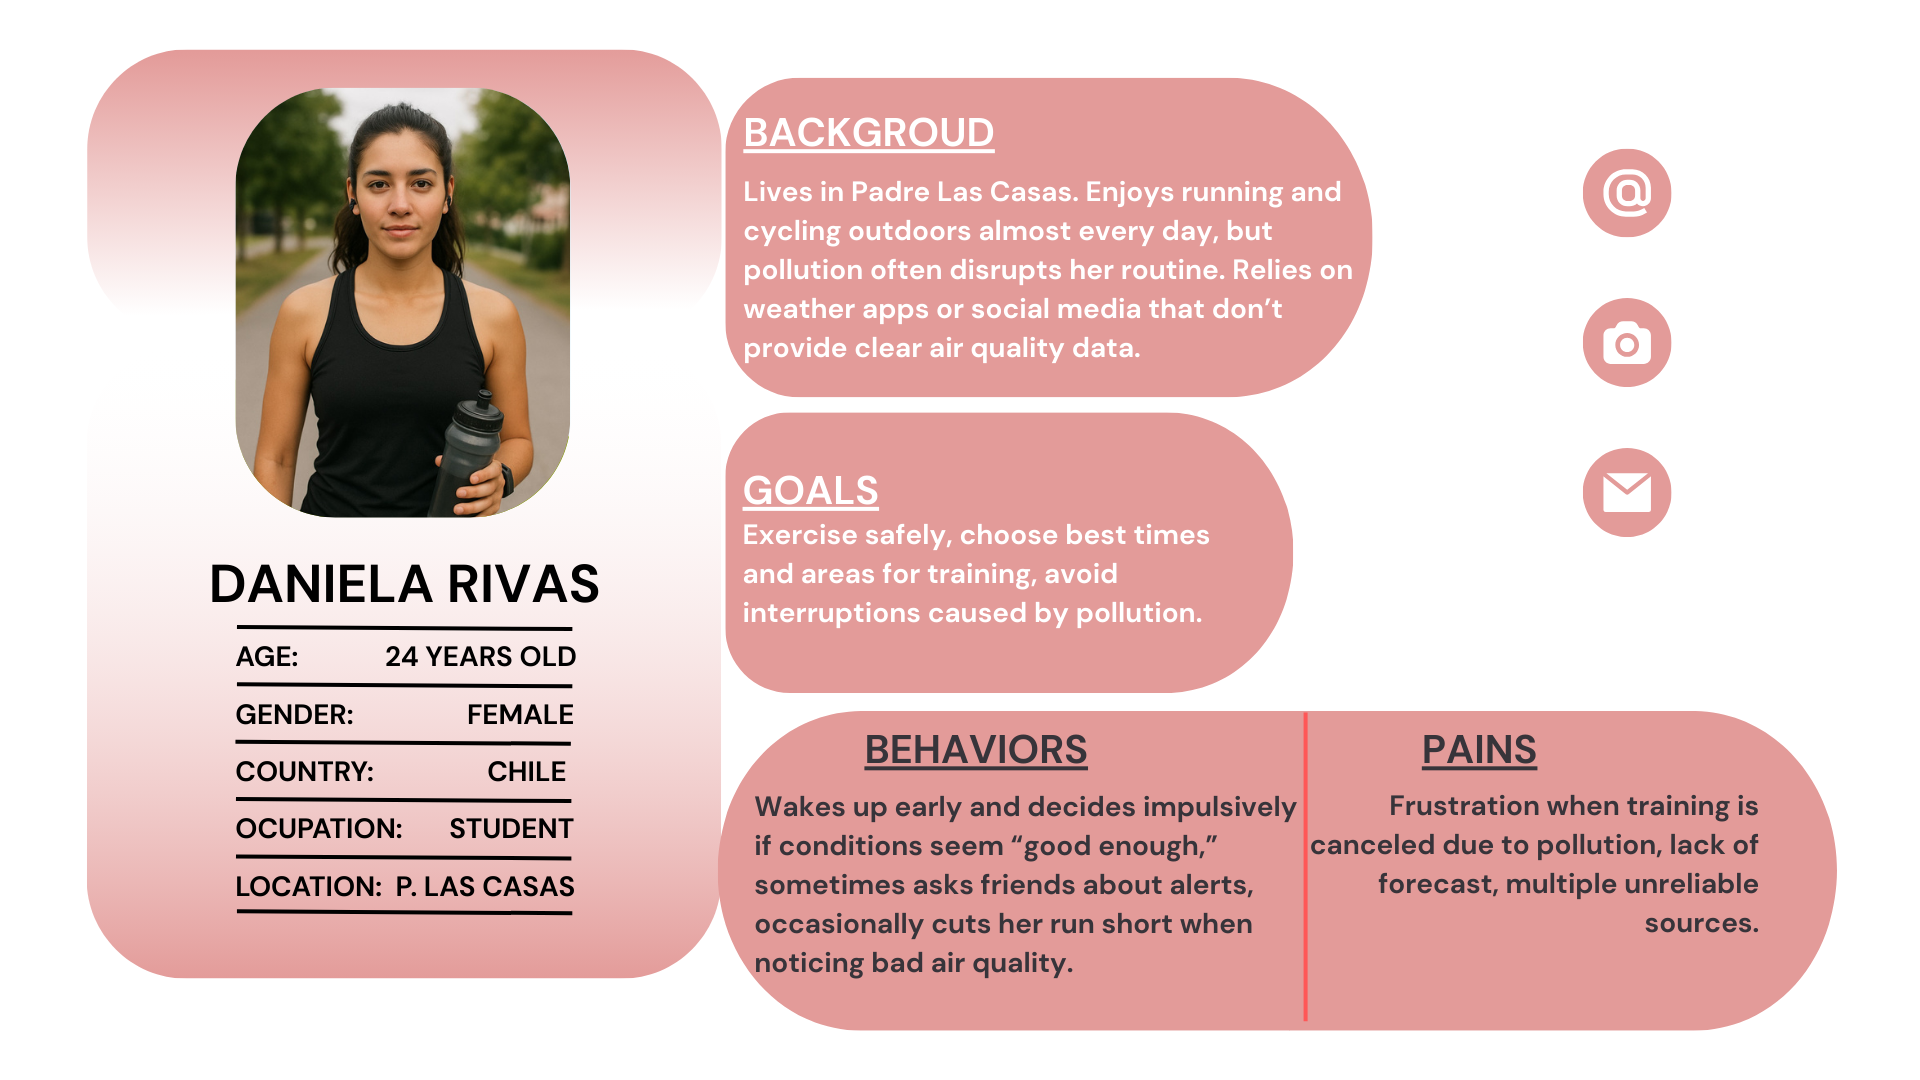 DANIELA RIVAS
AGE: 24 YEARS OLD
GENDER: FEMALE
COUNTRY: CHILE
OCUPATION: STUDENT
LOCATION: P. LAS CASAS
BACKGROUD
Lives in Padre Las Casas. Enjoys running and
cycling outdoors almost every day, but
pollution often disrupts her routine. Relies on
weather apps or social media that don’t
provide clear air quality data.
GOALS
Exercise safely, choose best times
and areas for training, avoid
interruptions caused by pollution.
BEHAVIORS
Wakes up early and decides impulsively
if conditions seem “good enough,”
sometimes asks friends about alerts,
occasionally cuts her run short when
noticing bad air quality.
PAINS
Frustration when training is
canceled due to pollution, lack of
forecast, multiple unreliable
sources.
@